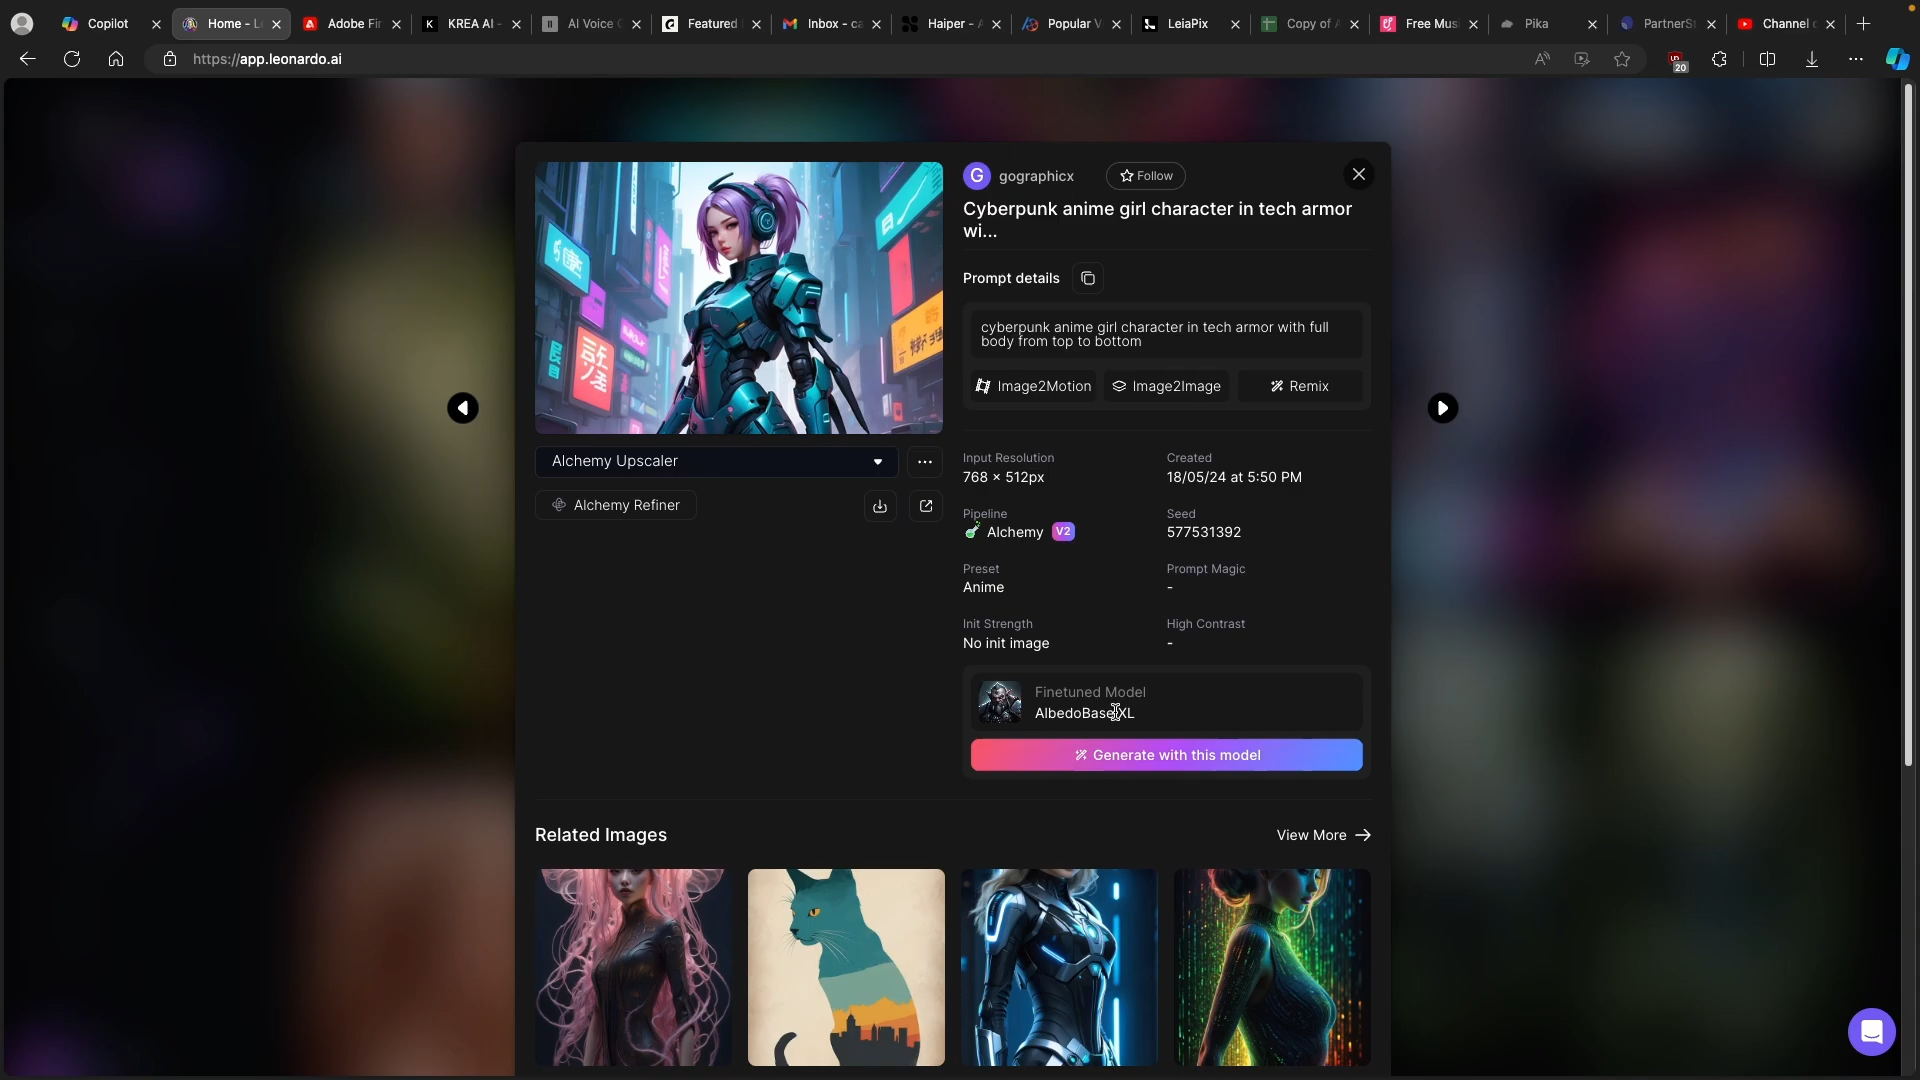 Copilot
Home - L
Adobe Fir
KREA AI -
AI Voice
Featured
Inbox - ca
Haiper - A
Popular V
LeiaPix
Copy of A
Free Mus
Pika
PartnerSt
Channel c
https://app.leonardo.ai
20
gographicx
Follow
Cyberpunk anime girl character in tech armor
wi...
Prompt details
cyberpunk anime girl character in tech armor with full
body from top to bottom
Image2Motion
Image2Image
Remix
Alchemy Upscaler
Alchemy Refiner
Input Resolution
768 × 512px
Created
18/05/24 at 5:50 PM
Pipeline
Alchemy V2
Seed
577531392
Preset
Anime
Prompt Magic
-
Init Strength
No init image
High Contrast
-
Finetuned Model
AlbedoBaseXL
Generate with this model
Related Images
View More